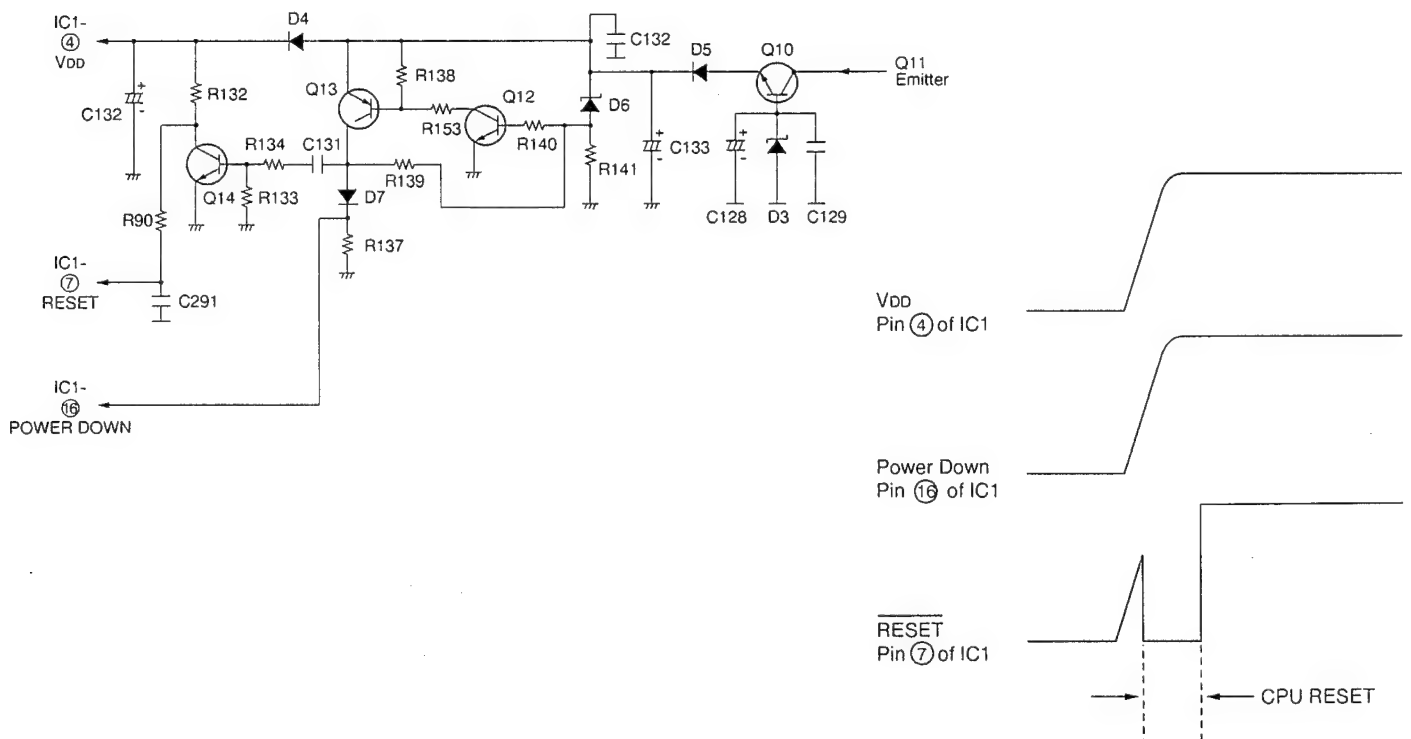 IC1-
④
VDD
D4
C132
D5
Q10
Q11
Emitter
R132
Q13
R138
Q12
D6
C132
R134
C131
R153
R140
R141
C133
Q14
R133
D7
R139
C128
D3
C129
R90
R137
IC1-
⑦
RESET
C291
IC1-
⑯
POWER DOWN
VDD
Pin ④ of IC1
Power Down
Pin ⑯ of IC1
RESET
Pin ⑦ of IC1
CPU RESET